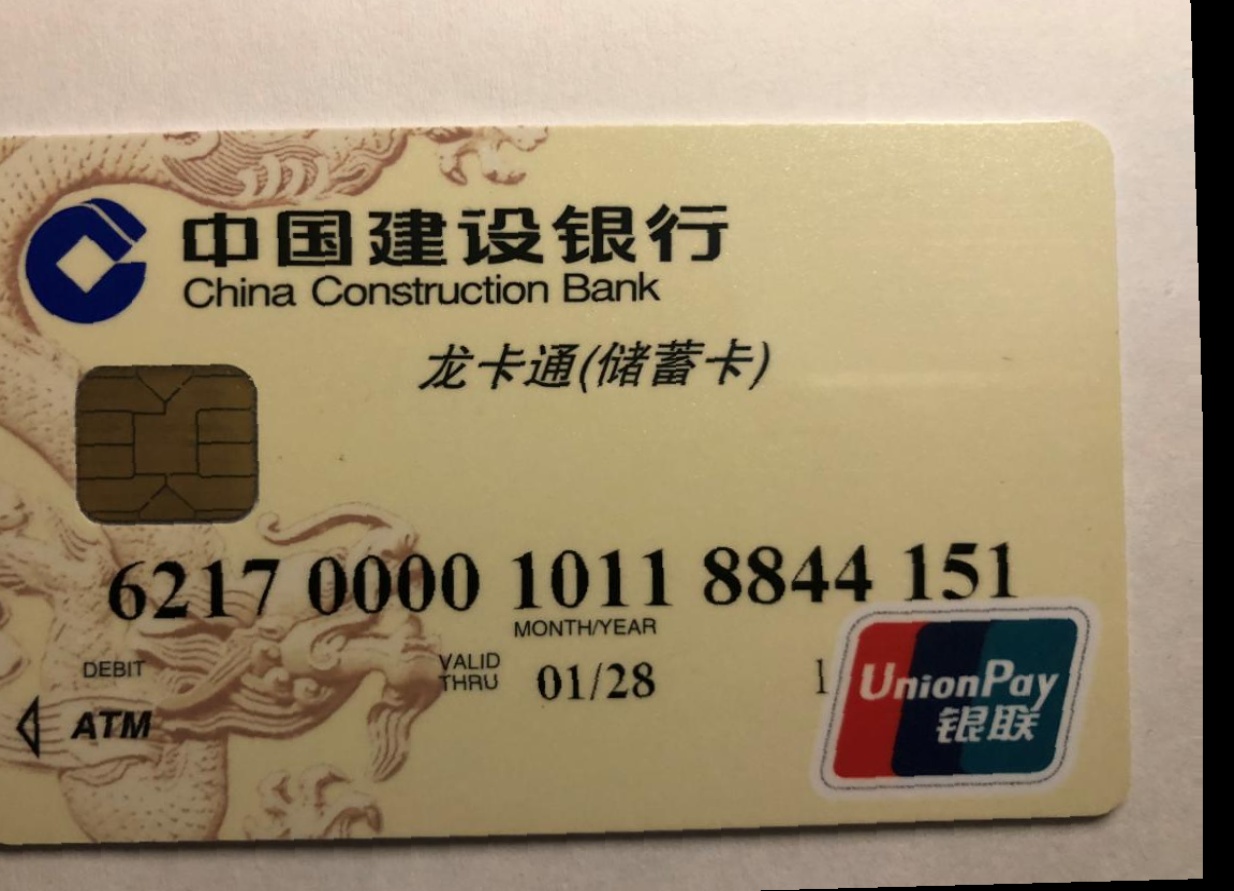 中国建设银行
China Construction Bank
龙卡通(储蓄卡)
6217 0000 1011 8844 151
MONTH/YEAR
DEBIT
VALID
THRU
01/28
1
UnionPay
银联
ATM